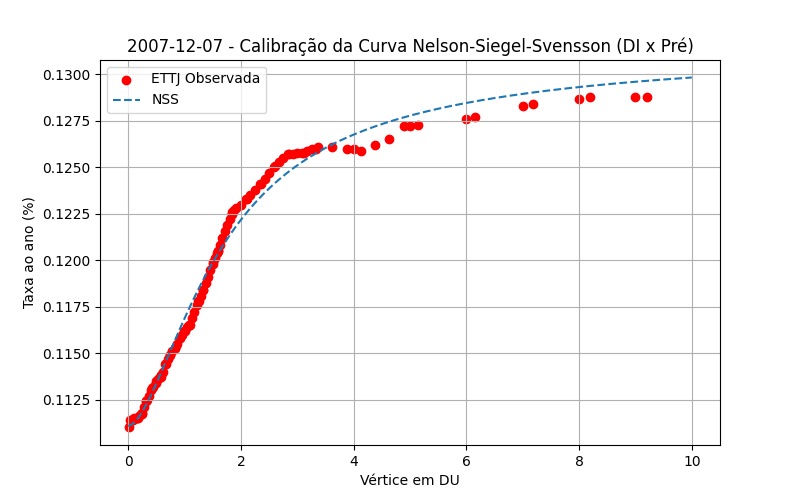 2007-12-07 - Calibração da Curva Nelson-Siegel-Svensson (DI x Pré)
ETTJ Observada
NSS
Taxa ao ano (%)
0.1300
0.1275
0.1250
0.1225
0.1200
0.1175
0.1150
0.1125
0 2 4 6 8 10
Vértice em DU